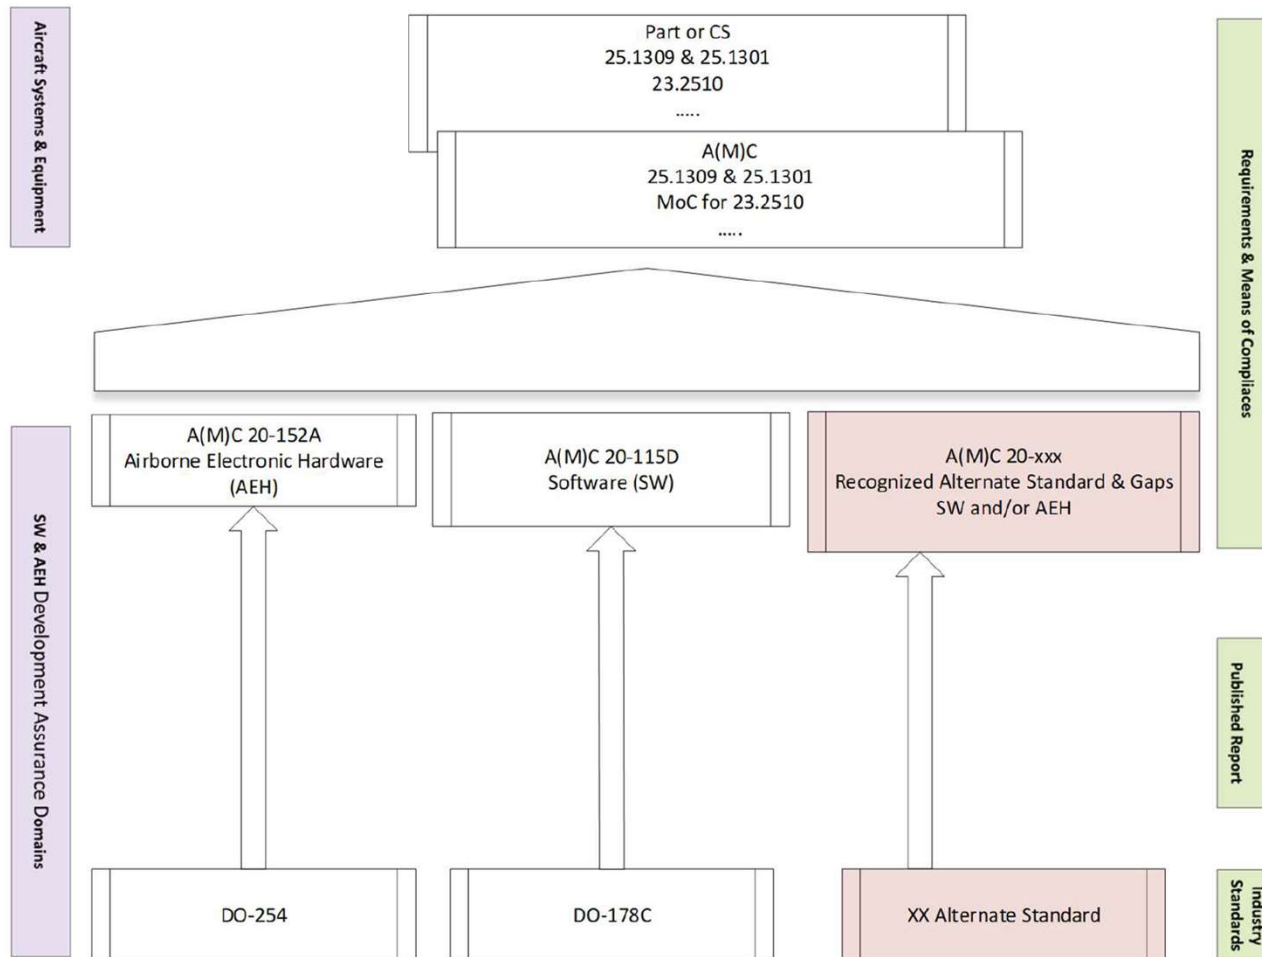 Aircraft Systems & Equipment
Part or CS
25.1309 & 25.1301
23.2510
.....
A(M)C
25.1309 & 25.1301
MoC for 23.2510
.....
Requirements & Means of Compliaces
SW & AEH Development Assurance Domains
A(M)C 20-152A
Airborne Electronic Hardware
(AEH)
A(M)C 20-115D
Software (SW)
A(M)C 20-xxx
Recognized Alternate Standard & Gaps
SW and/or AEH
Published Report
DO-254
DO-178C
XX Alternate Standard
Industry
Standards